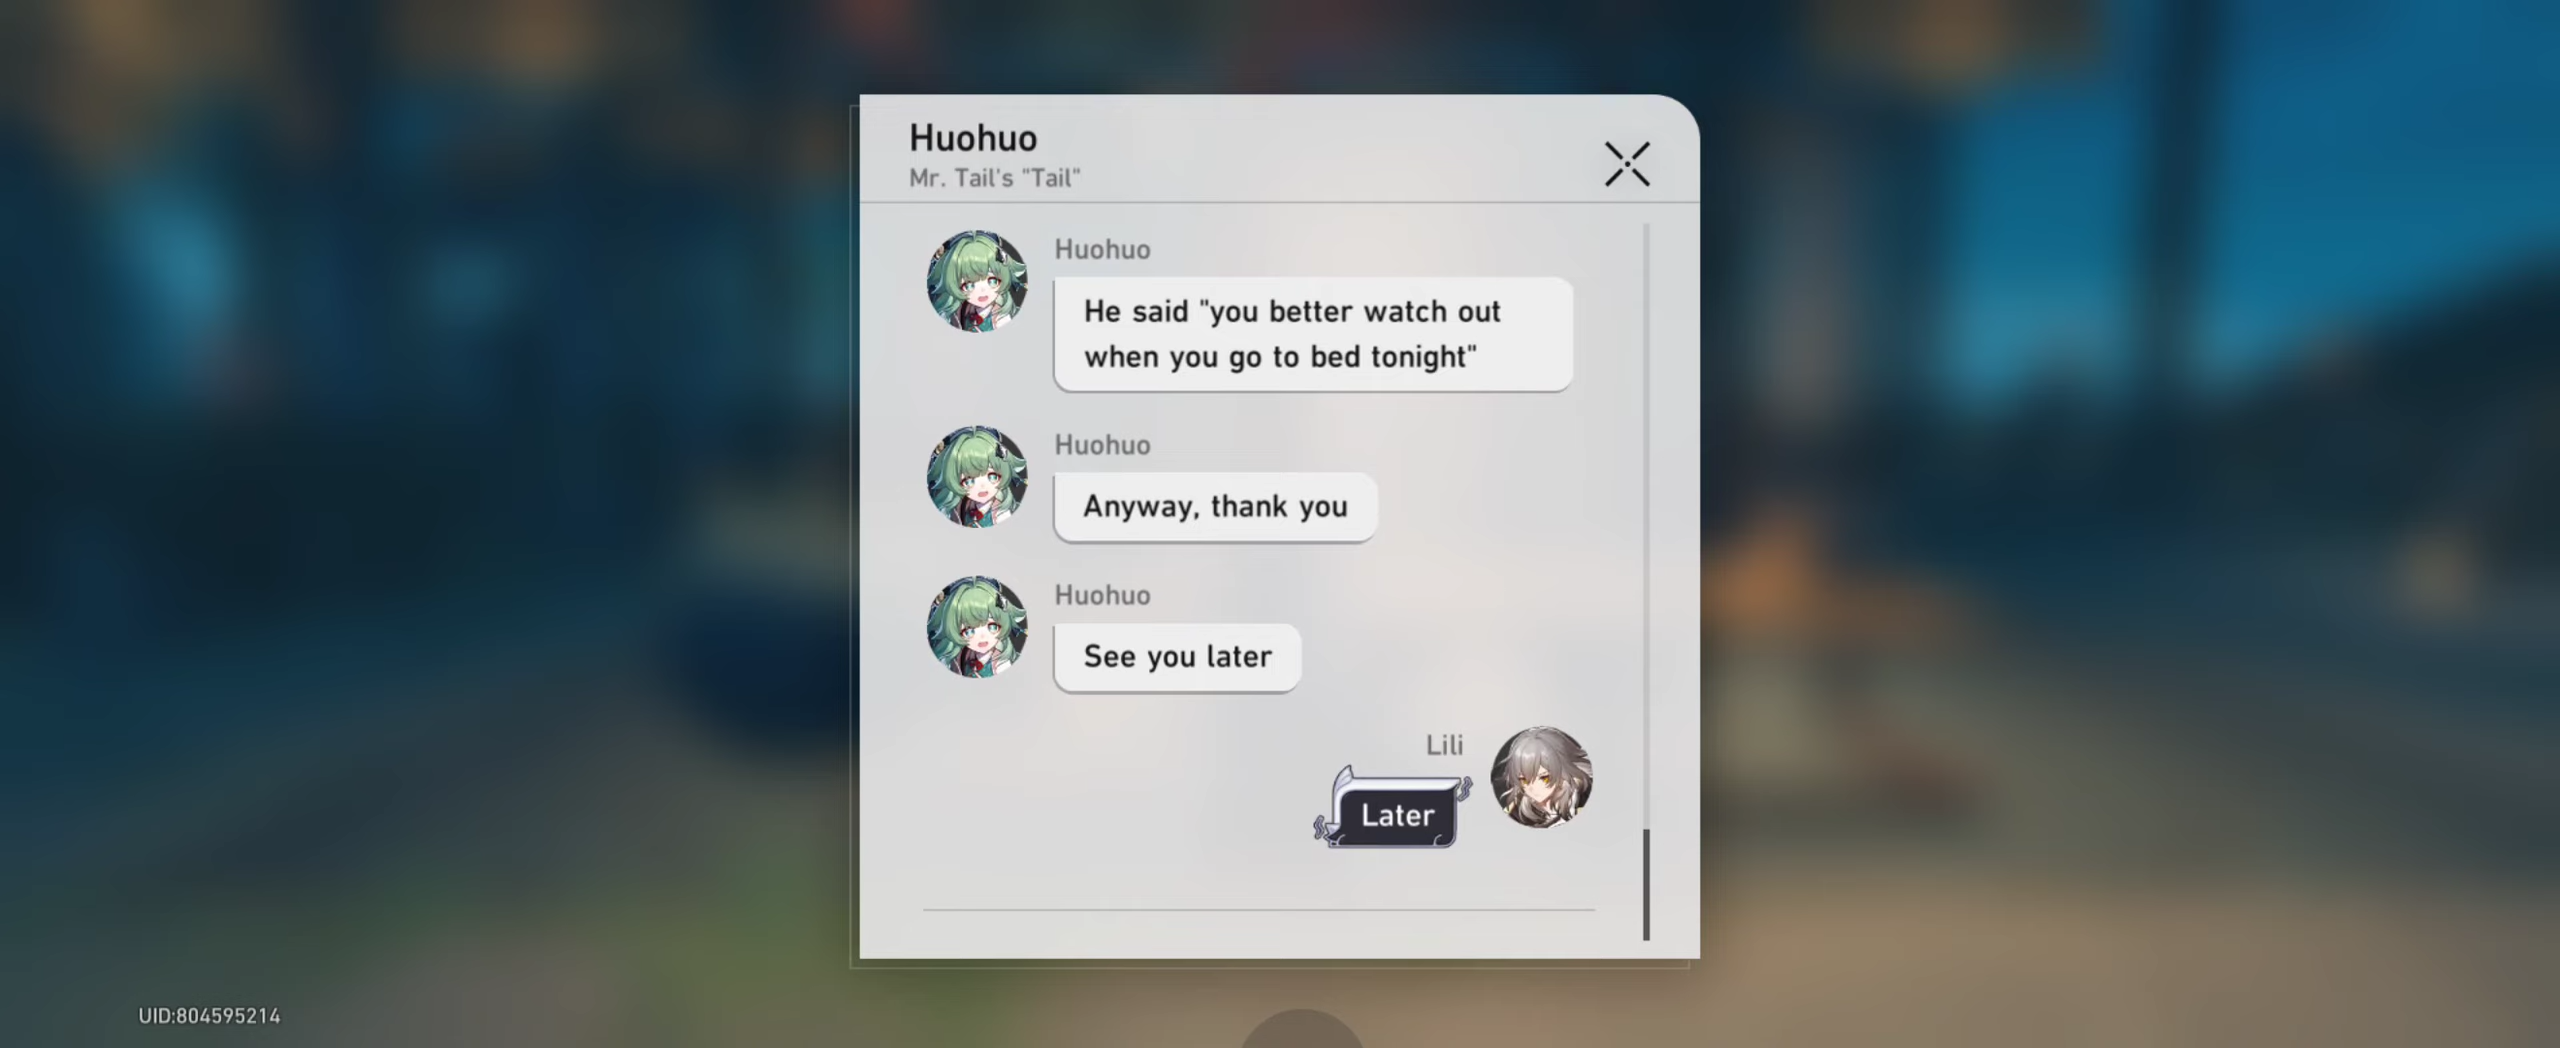 Huohuo
Mr. Tail's "Tail"
Huohuo
He said "you better watch out
when you go to bed tonight"
Huohuo
Anyway, thank you
Huohuo
See you later
Lili
Later
UID:804595214